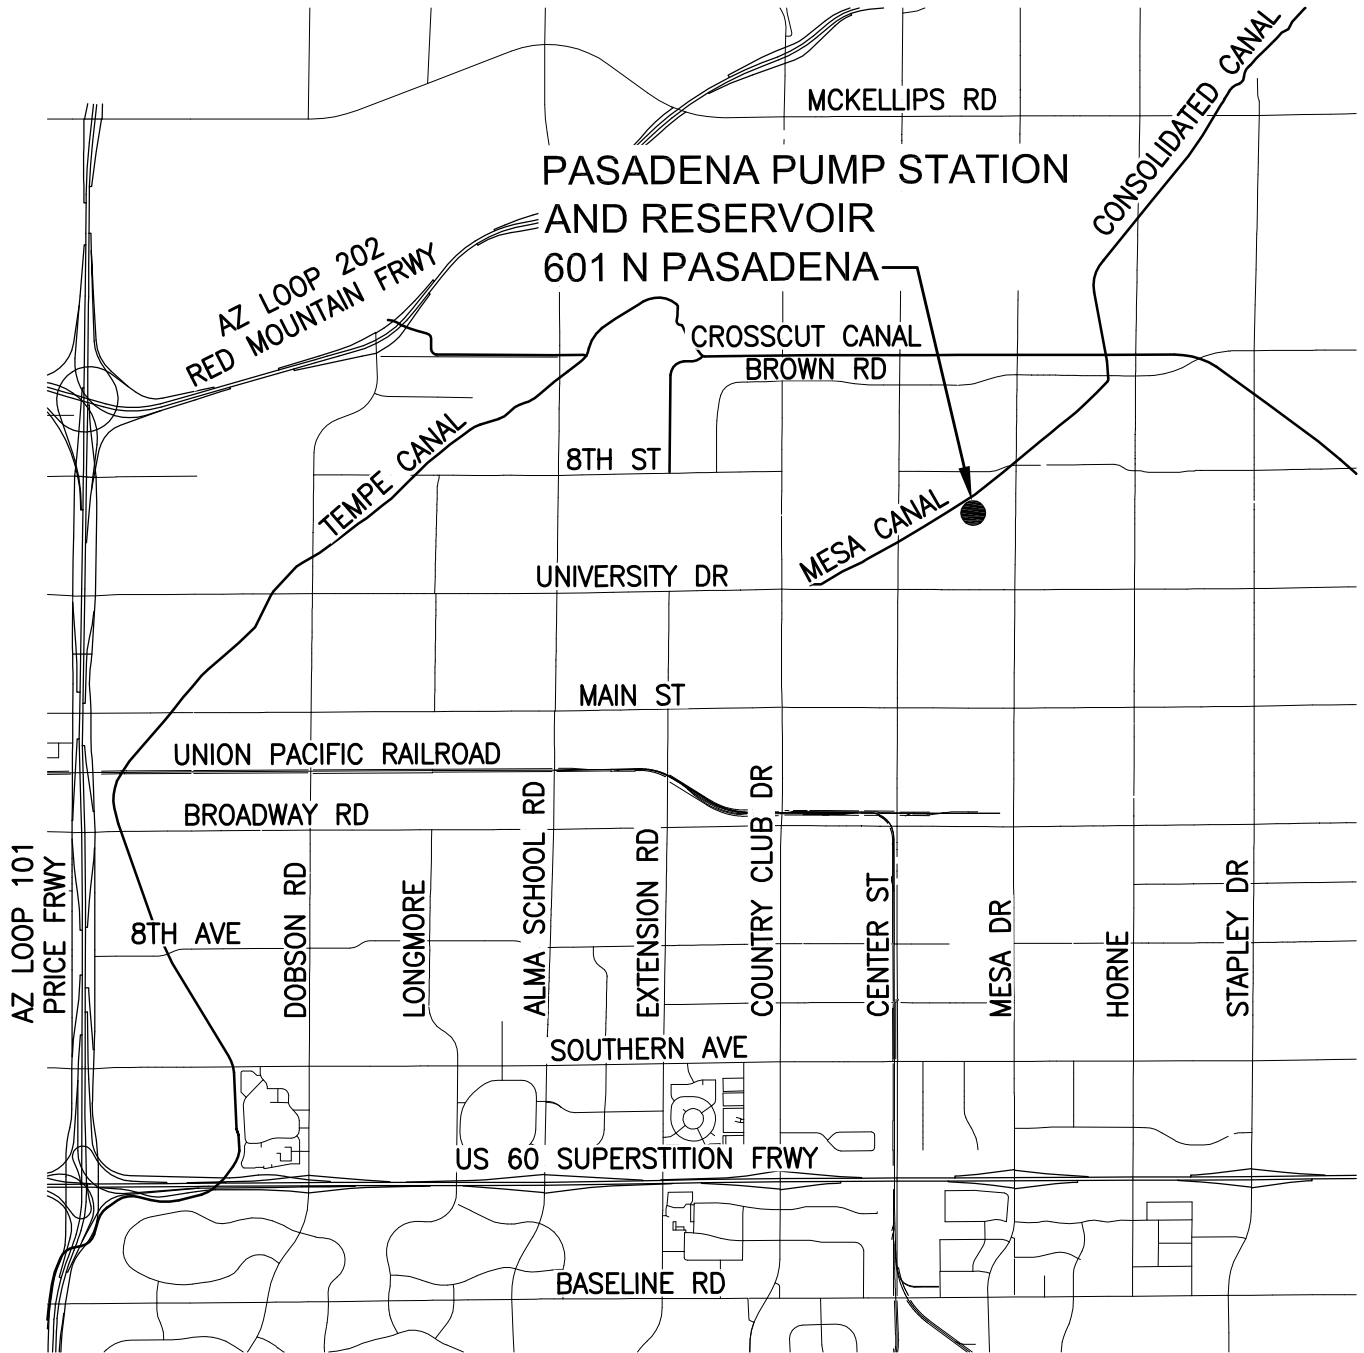 MCKELLIPS RD
CONSOLIDATED CANAL
PASADENA PUMP STATION
AND RESERVOIR
601 N PASADENA
AZ LOOP 202
RED MOUNTAIN FRWY
CROSSCUT CANAL
BROWN RD
TEMPE CANAL
8TH ST
MESA CANAL
UNIVERSITY DR
MAIN ST
UNION PACIFIC RAILROAD
BROADWAY RD
AZ LOOP 101
PRICE FRWY
8TH AVE
DOBSON RD
LONGMORE
ALMA SCHOOL RD
EXTENSION RD
COUNTRY CLUB DR
CENTER ST
MESA DR
HORNE
STAPLEY DR
SOUTHERN AVE
US 60 SUPERSTITION FRWY
BASELINE RD